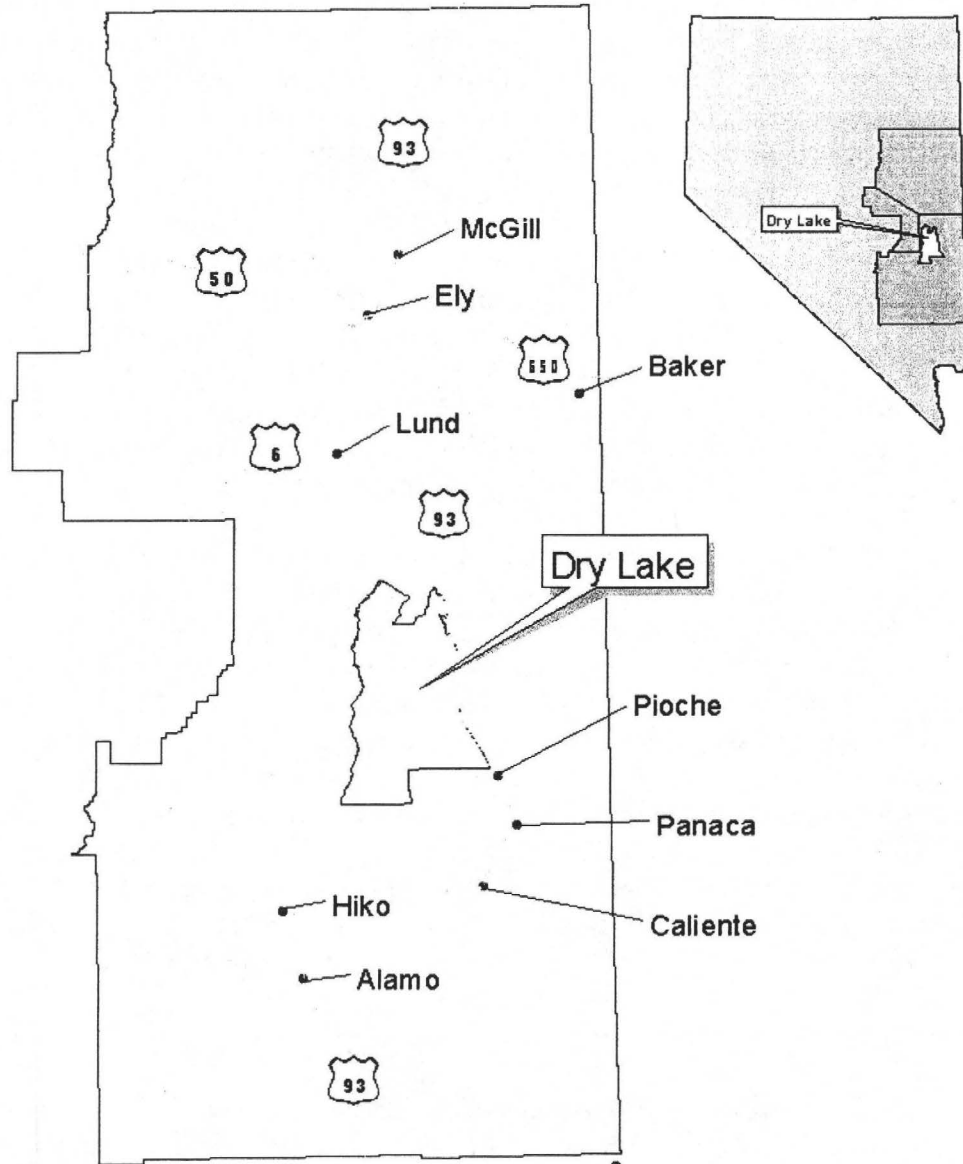 93
McGill
50
Ely
650
Baker
Lund
6
93
Dry Lake
Dry Lake
Pioche
Panaca
Caliente
Hiko
Alamo
93